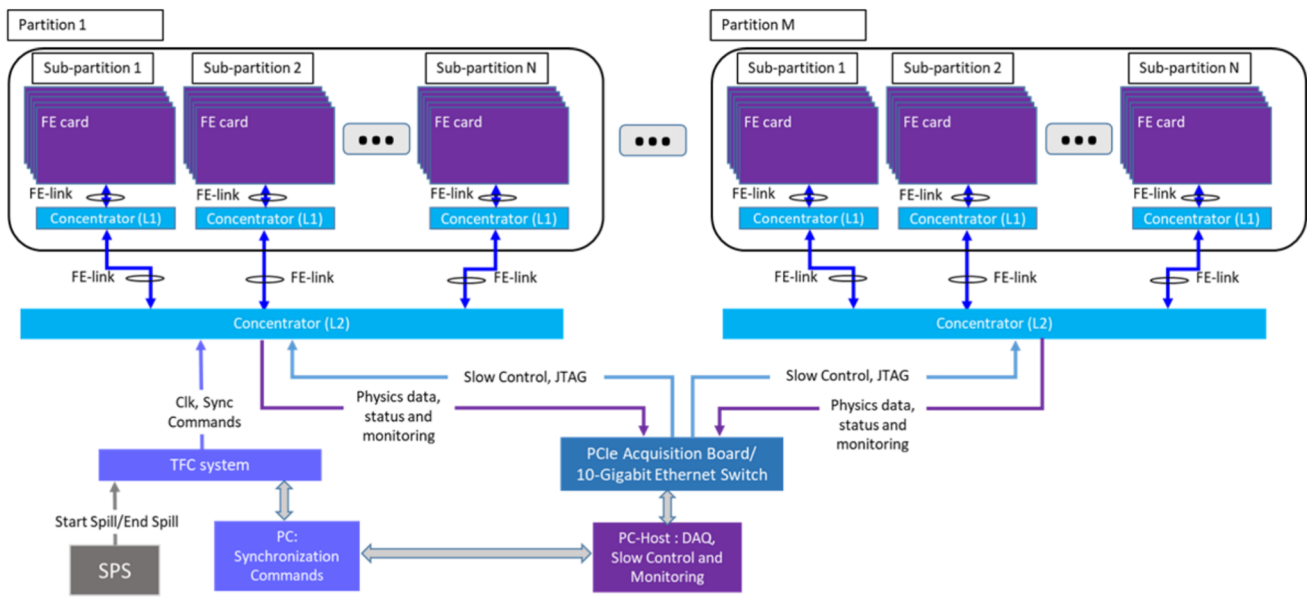 Partition 1
Partition M
Sub-partition 1
Sub-partition 2
Sub-partition N
Sub-partition 1
Sub-partition 2
Sub-partition N
FE card
FE card
FE card
FE card
FE card
FE card
FE-link
FE-link
FE-link
FE-link
FE-link
FE-link
Concentrator (L1)
Concentrator (L1)
Concentrator (L1)
Concentrator (L1)
Concentrator (L1)
Concentrator (L1)
FE-link
FE-link
FE-link
FE-link
FE-link
FE-link
Concentrator (L2)
Concentrator (L2)
Slow Control, JTAG
Slow Control, JTAG
Clk, Sync
Commands
Physics data,
status and
monitoring
Physics data,
status and
monitoring
TFC system
PCIe Acquisition Board/
10-Gigabit Ethernet Switch
Start Spill/End Spill
SPS
PC:
Synchronization
Commands
PC-Host : DAQ,
Slow Control and
Monitoring